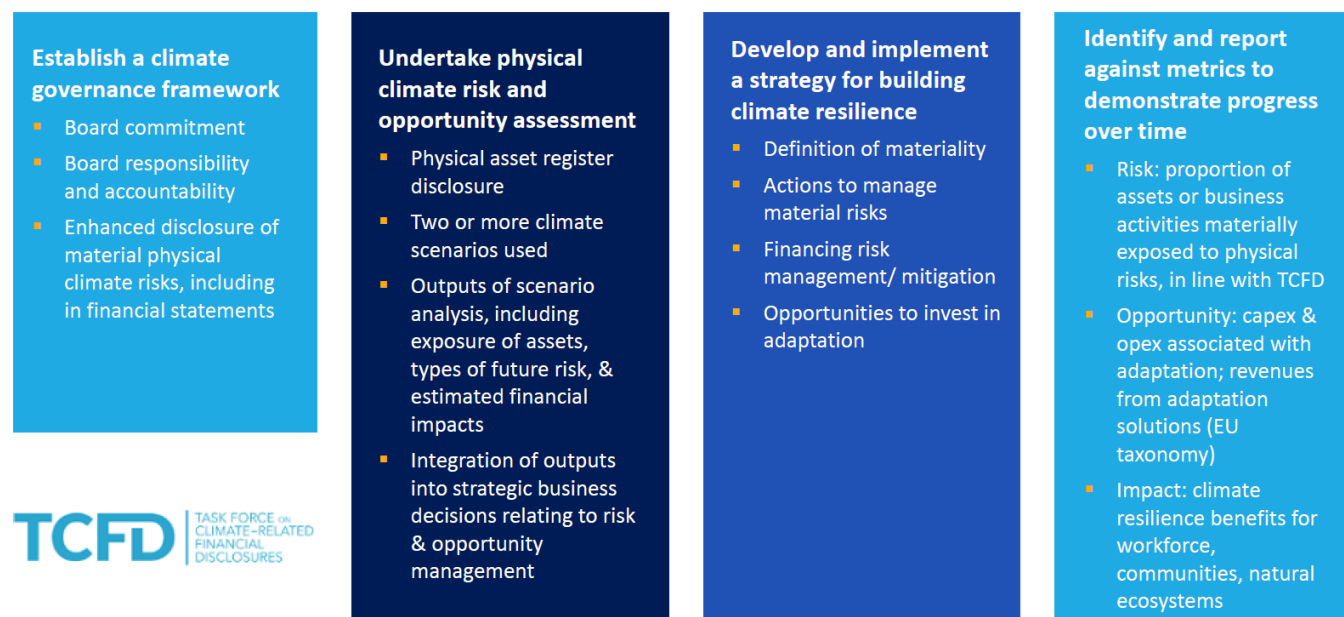 Establish a climate
governance framework
▪ Board commitment
▪ Board responsibility
and accountability
▪ Enhanced disclosure of
material physical
climate risks, including
in financial statements
TCFD
TASK FORCE ON
CLIMATE-RELATED
FINANCIAL
DISCLOSURES
Undertake physical
climate risk and
opportunity assessment
▪ Physical asset register
disclosure
▪ Two or more climate
scenarios used
▪ Outputs of scenario
analysis, including
exposure of assets,
types of future risk, &
estimated financial
impacts
▪ Integration of outputs
into strategic business
decisions relating to risk
& opportunity
management
Develop and implement
a strategy for building
climate resilience
▪ Definition of materiality
▪ Actions to manage
material risks
▪ Financing risk
management/ mitigation
▪ Opportunities to invest in
adaptation
Identify and report
against metrics to
demonstrate progress
over time
▪ Risk: proportion of
assets or business
activities materially
exposed to physical
risks, in line with TCFD
▪ Opportunity: capex &
opex associated with
adaptation; revenues
from adaptation
solutions (EU
taxonomy)
▪ Impact: climate
resilience benefits for
workforce,
communities, natural
ecosystems